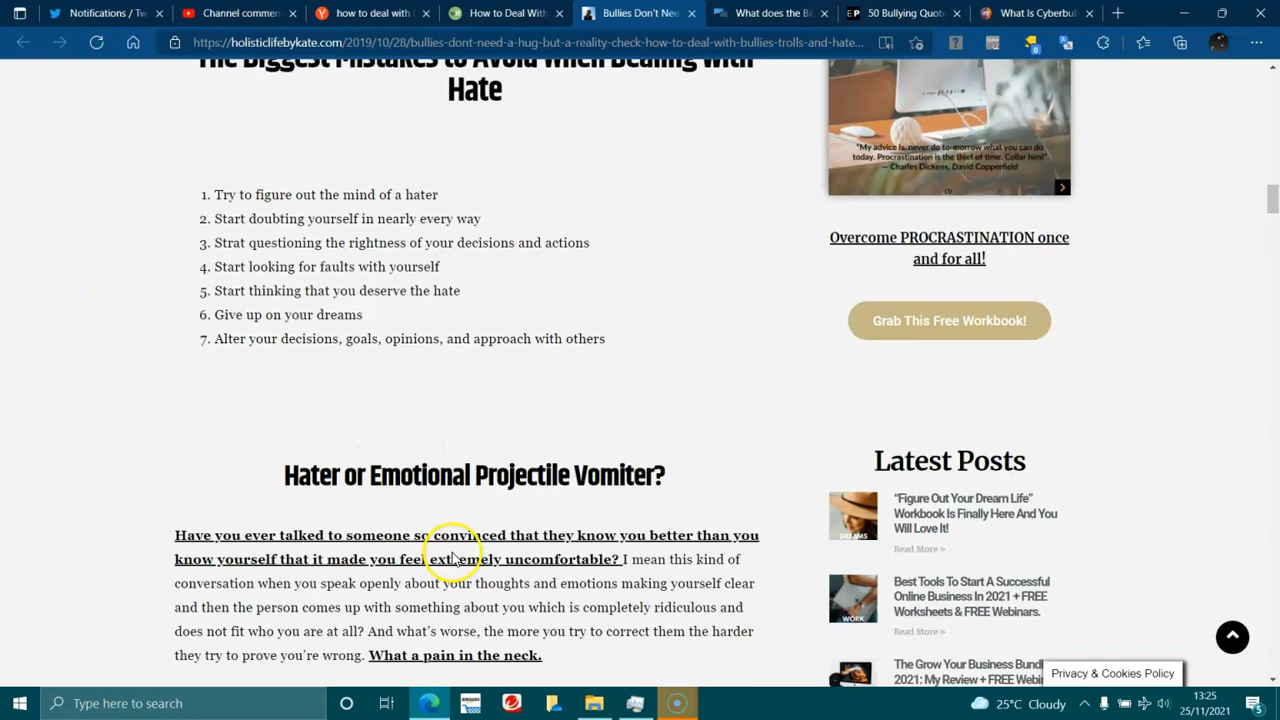 Notifications / Twi
Channel comment
how to deal with
How to Deal With
Bullies Don't Nee
What does the Bi
50 Bullying Quote
What Is Cyberbul
https://holisticlifebykate.com/2019/10/28/bullies-dont-need-a-hug-but-a-reality-check-how-to-deal-with-bullies-trolls-and-hate...
The Biggest Mistakes to Avoid When Dealing With
Hate
1. Try to figure out the mind of a hater
2. Start doubting yourself in nearly every way
3. Strat questioning the rightness of your decisions and actions
4. Start looking for faults with yourself
5. Start thinking that you deserve the hate
6. Give up on your dreams
7. Alter your decisions, goals, opinions, and approach with others
Hater or Emotional Projectile Vomiter?
Have you ever talked to someone so convinced that they know you better than you
know yourself that it made you feel extremely uncomfortable? I mean this kind of
conversation when you speak openly about your thoughts and emotions making yourself clear
and then the person comes up with something about you which is completely ridiculous and
does not fit who you are at all? And what's worse, the more you try to correct them the harder
they try to prove you're wrong. What a pain in the neck.
"My advice is, never do to-morrow what you can do
today. Procrastination is the thief of time. Collar him!"
— Charles Dickens, David Copperfield
Overcome PROCRASTINATION once
and for all!
Grab This Free Workbook!
Latest Posts
"Figure Out Your Dream Life"
Workbook Is Finally Here And You
Will Love It!
Read More »
DREAMS
Best Tools To Start A Successful
Online Business In 2021 + FREE
Worksheets & FREE Webinars.
Read More »
WORK
The Grow Your Business Bund
2021: My Review + FREE Webi
Privacy & Cookies Policy
Type here to search
25°C Cloudy
13:25
25/11/2021
5